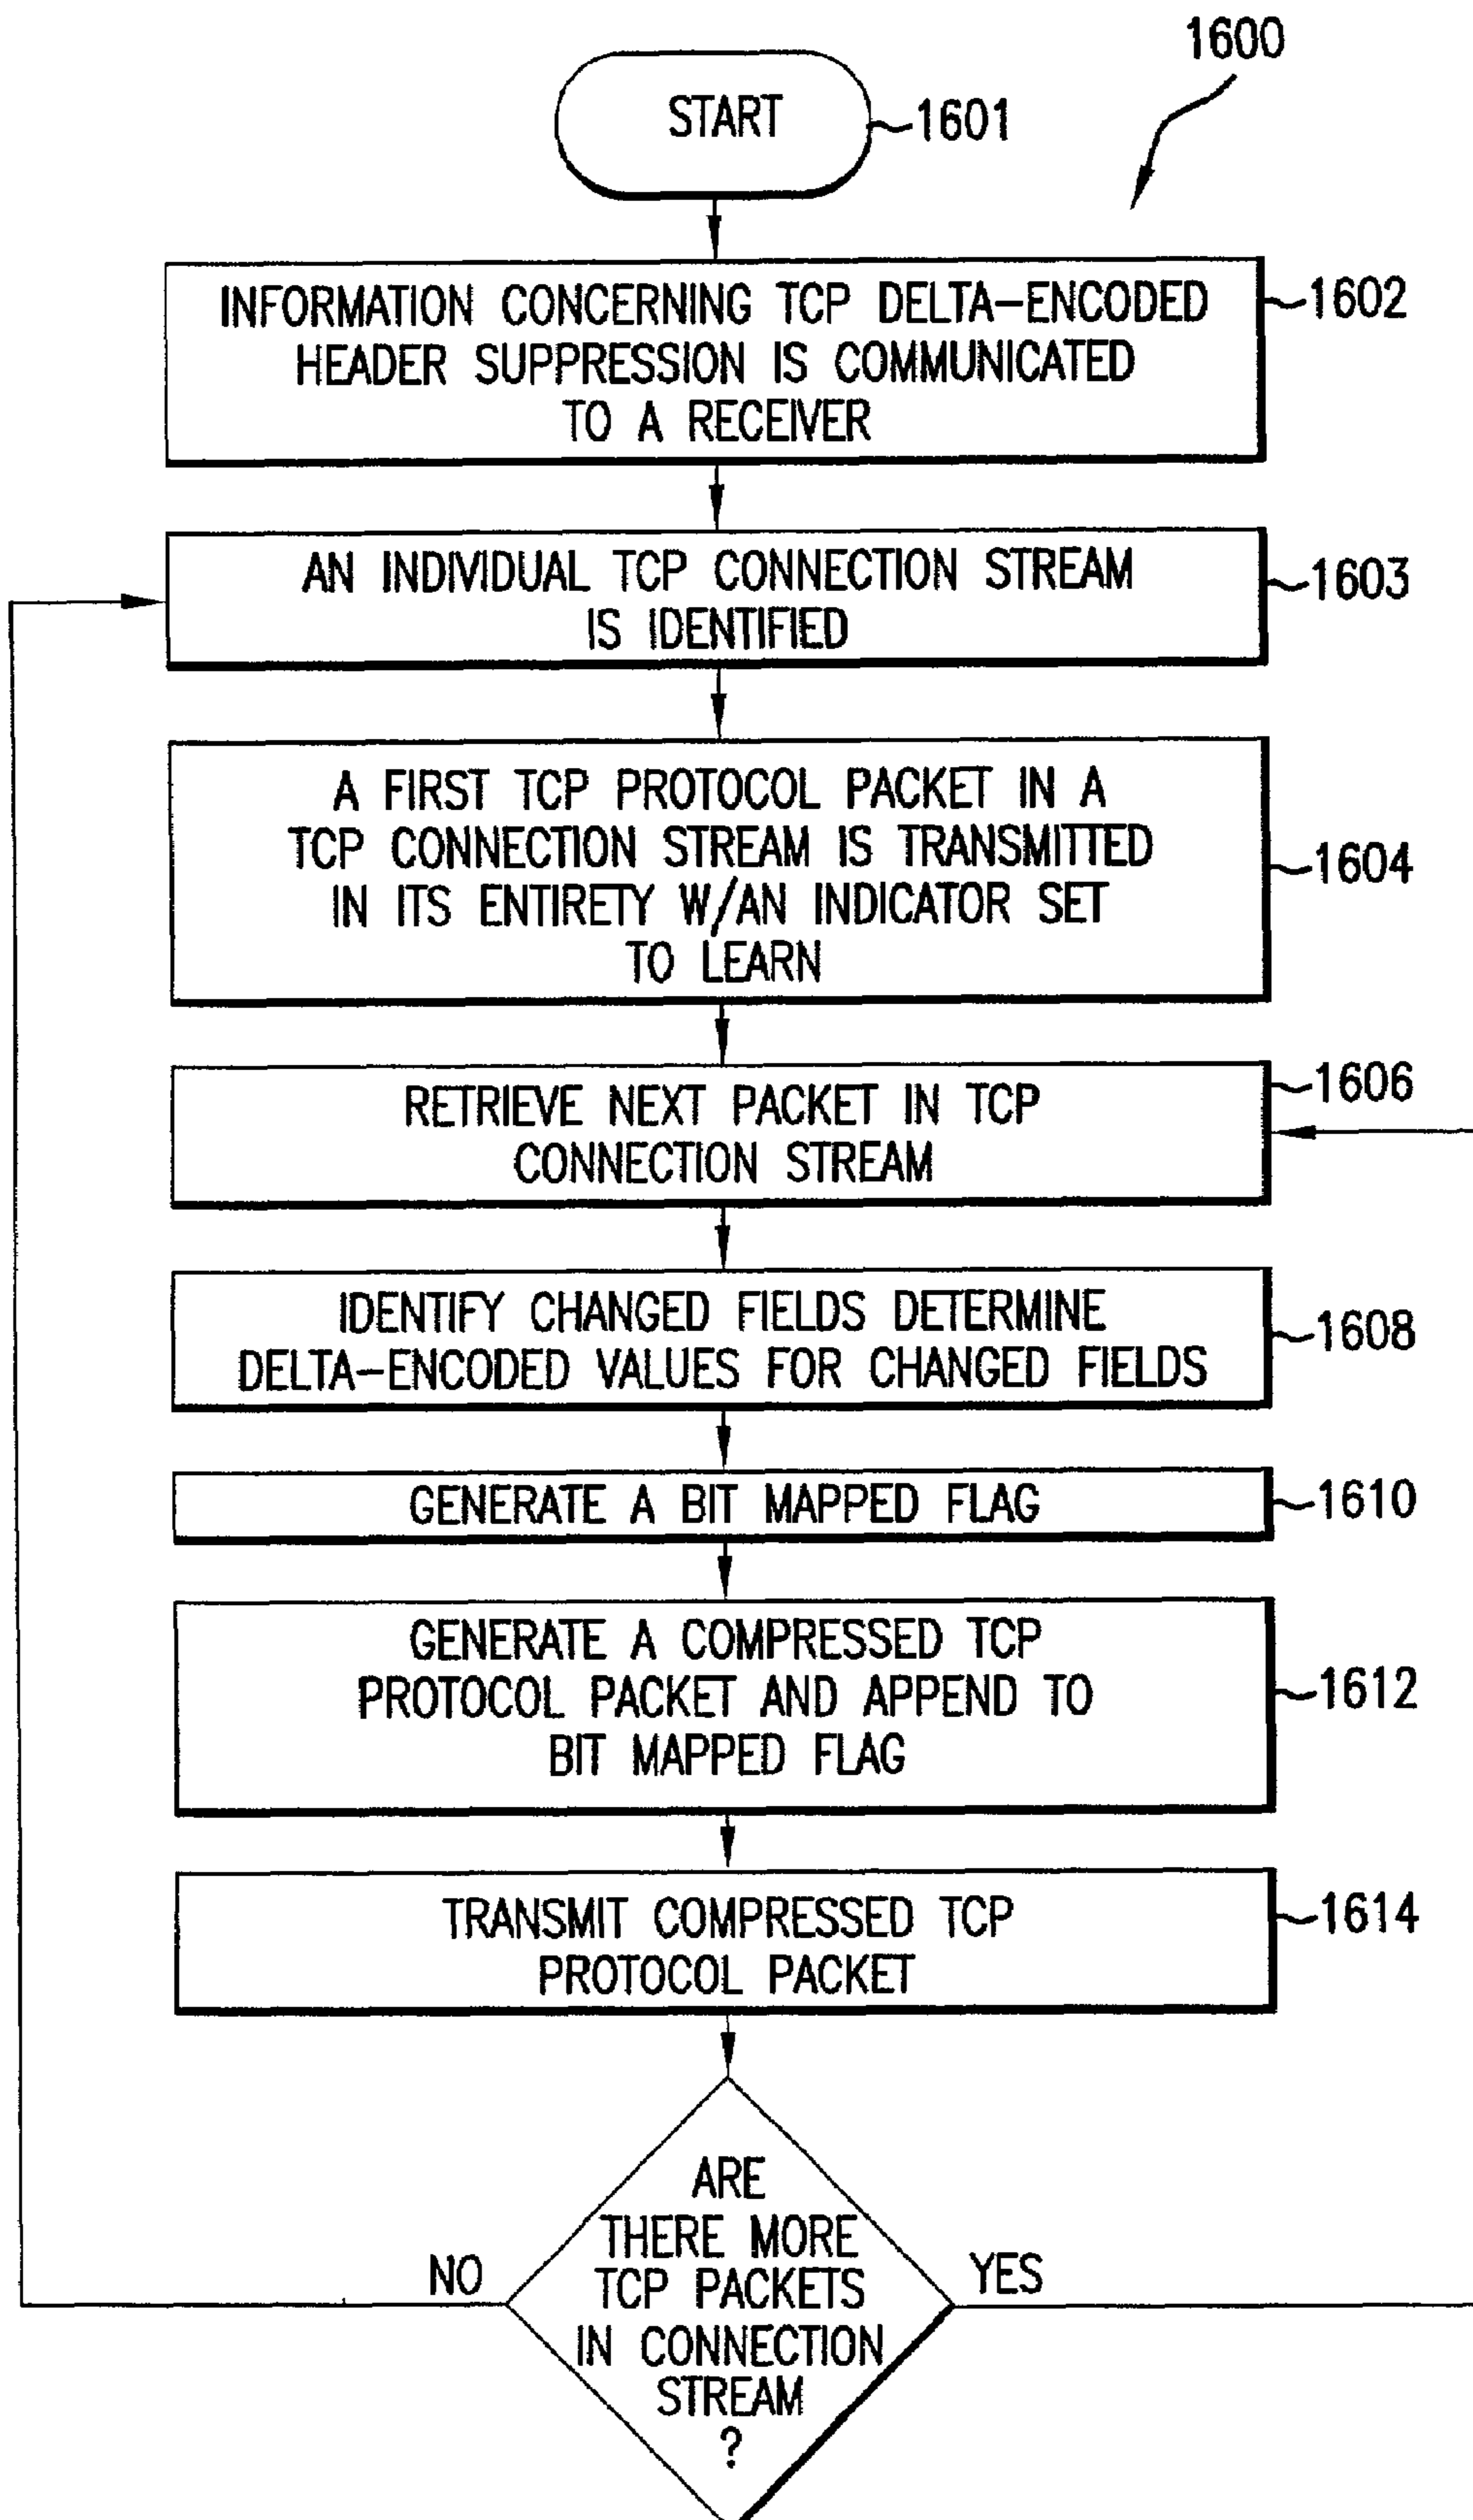 1600
START
1601
INFORMATION CONCERNING TCP DELTA-ENCODED
HEADER SUPPRESSION IS COMMUNICATED
TO A RECEIVER
1602
AN INDIVIDUAL TCP CONNECTION STREAM
IS IDENTIFIED
1603
A FIRST TCP PROTOCOL PACKET IN A
TCP CONNECTION STREAM IS TRANSMITTED
IN ITS ENTIRETY W/AN INDICATOR SET
TO LEARN
1604
RETRIEVE NEXT PACKET IN TCP
CONNECTION STREAM
1606
IDENTIFY CHANGED FIELDS DETERMINE
DELTA-ENCODED VALUES FOR CHANGED FIELDS
1608
GENERATE A BIT MAPPED FLAG
1610
GENERATE A COMPRESSED TCP
PROTOCOL PACKET AND APPEND TO
BIT MAPPED FLAG
1612
TRANSMIT COMPRESSED TCP
PROTOCOL PACKET
1614
ARE
THERE MORE
TCP PACKETS
IN CONNECTION
STREAM
?
NO
YES